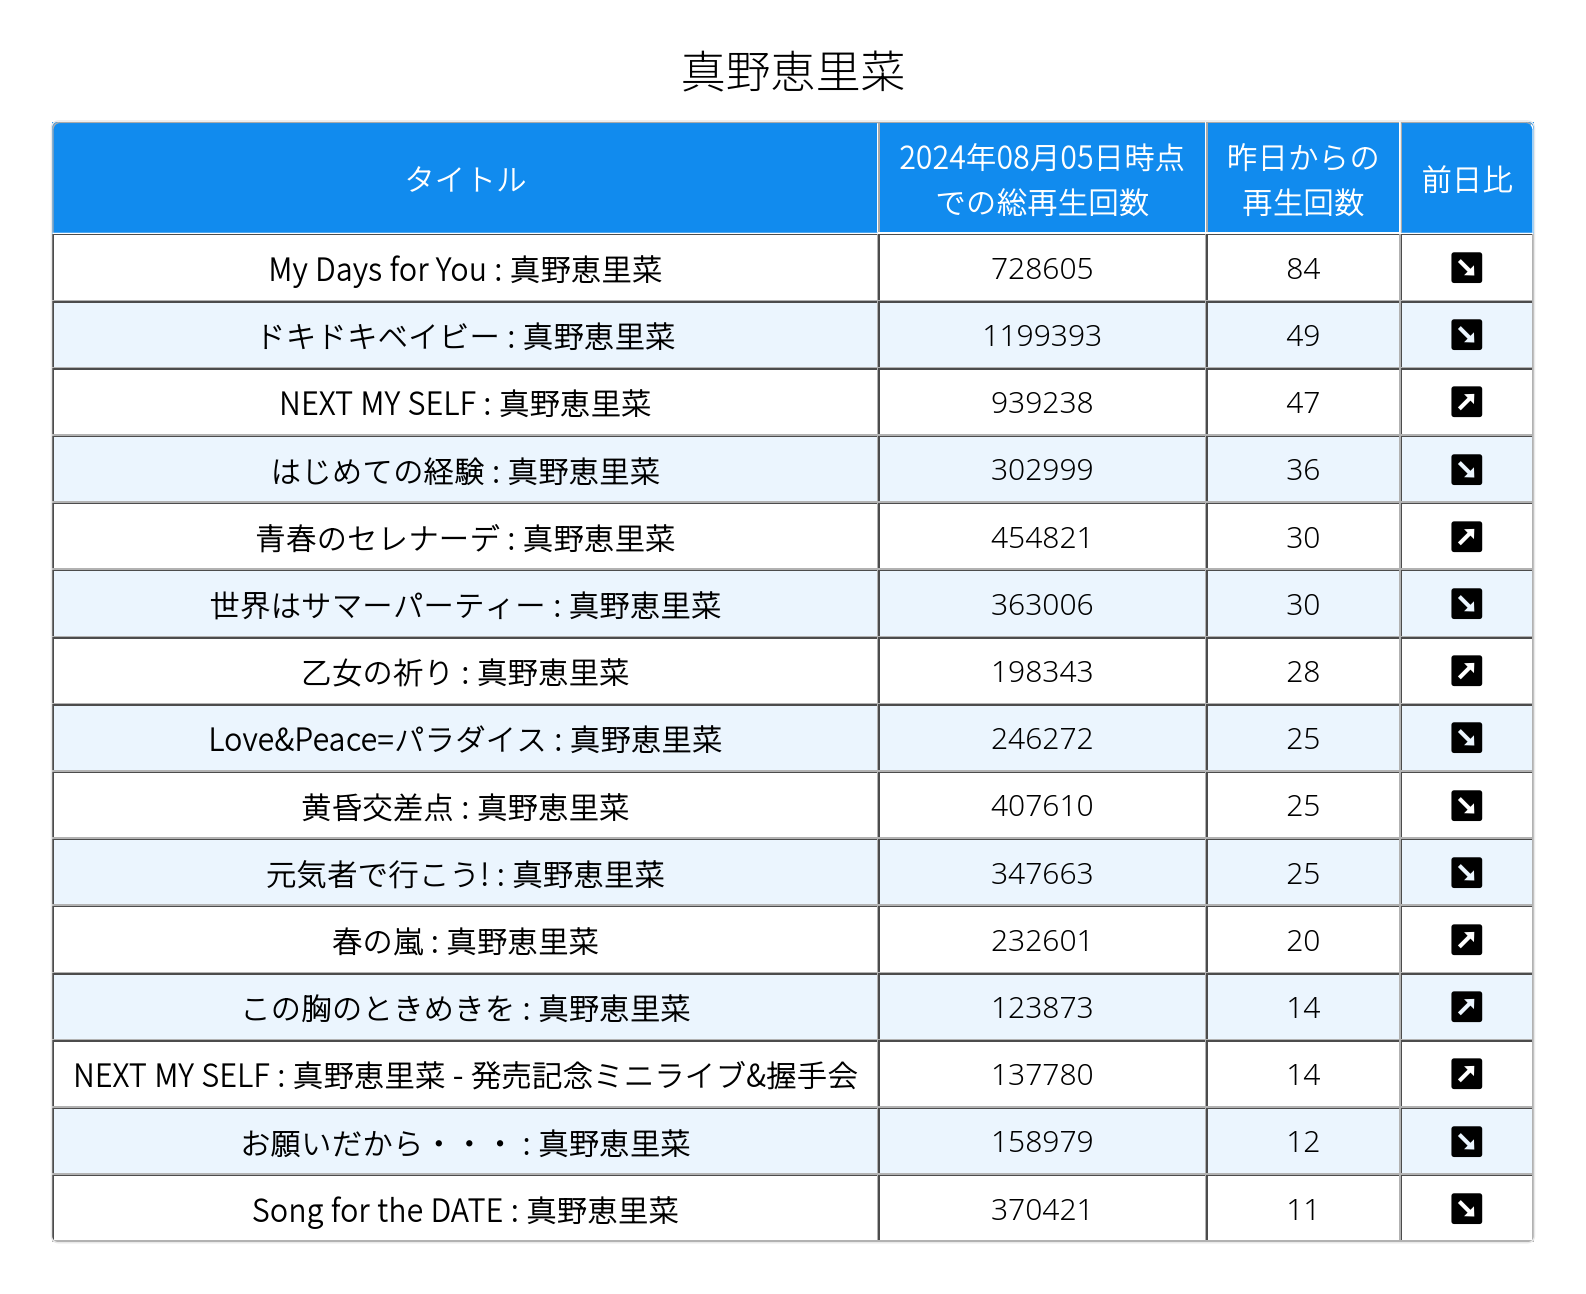 真野恵里菜
タイトル 2024年08月05日時点での総再生回数 昨日からの再生回数 前日比
My Days for You : 真野恵里菜 728605 84 ↘
ドキドキベイビー : 真野恵里菜 1199393 49 ↘
NEXT MY SELF : 真野恵里菜 939238 47 ↗
はじめての経験 : 真野恵里菜 302999 36 ↘
青春のセレナーデ : 真野恵里菜 454821 30 ↗
世界はサマーパーティー : 真野恵里菜 363006 30 ↘
乙女の祈り : 真野恵里菜 198343 28 ↗
Love&Peace=パラダイス : 真野恵里菜 246272 25 ↘
黄昏交差点 : 真野恵里菜 407610 25 ↘
元気者で行こう! : 真野恵里菜 347663 25 ↘
春の嵐 : 真野恵里菜 232601 20 ↗
この胸のときめきを : 真野恵里菜 123873 14 ↗
NEXT MY SELF : 真野恵里菜 - 発売記念ミニライブ&握手会 137780 14 ↗
お願いだから・・・ : 真野恵里菜 158979 12 ↘
Song for the DATE : 真野恵里菜 370421 11 ↘